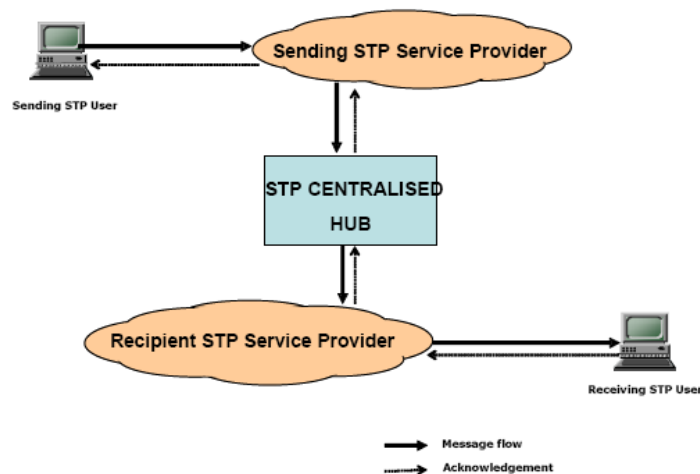 Sending STP Service Provider
Sending STP User
STP CENTRALISED
HUB
Recipient STP Service Provider
Receiving STP User
Message flow
Acknowledgement